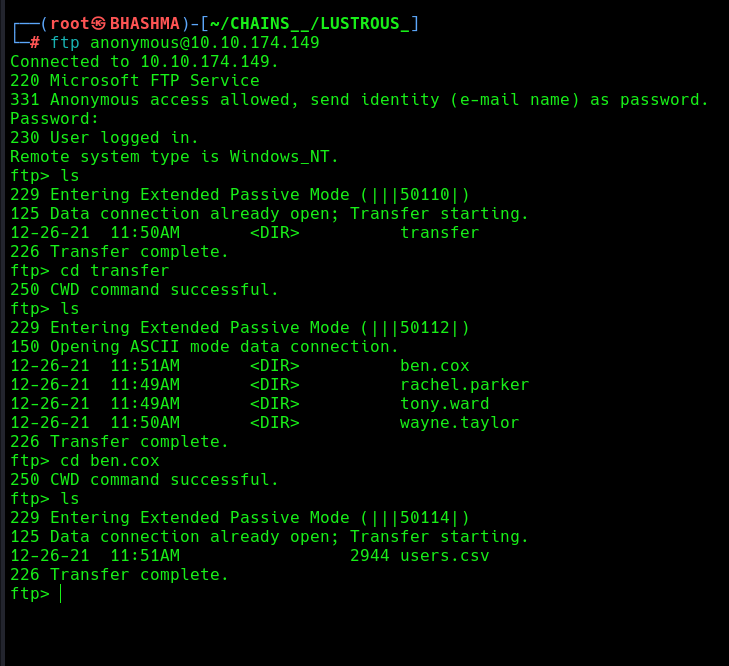 ┌──(root㉿BHASHMA)-[~/CHAINS__/LUSTROUS_]
└─# ftp anonymous@10.10.174.149
Connected to 10.10.174.149.
220 Microsoft FTP Service
331 Anonymous access allowed, send identity (e-mail name) as password.
Password:
230 User logged in.
Remote system type is Windows_NT.
ftp> ls
229 Entering Extended Passive Mode (|||50110|)
125 Data connection already open; Transfer starting.
12-26-21  11:50AM       <DIR>          transfer
226 Transfer complete.
ftp> cd transfer
250 CWD command successful.
ftp> ls
229 Entering Extended Passive Mode (|||50112|)
150 Opening ASCII mode data connection.
12-26-21  11:51AM       <DIR>          ben.cox
12-26-21  11:49AM       <DIR>          rachel.parker
12-26-21  11:49AM       <DIR>          tony.ward
12-26-21  11:50AM       <DIR>          wayne.taylor
226 Transfer complete.
ftp> cd ben.cox
250 CWD command successful.
ftp> ls
229 Entering Extended Passive Mode (|||50114|)
125 Data connection already open; Transfer starting.
12-26-21  11:51AM                 2944 users.csv
226 Transfer complete.
ftp>